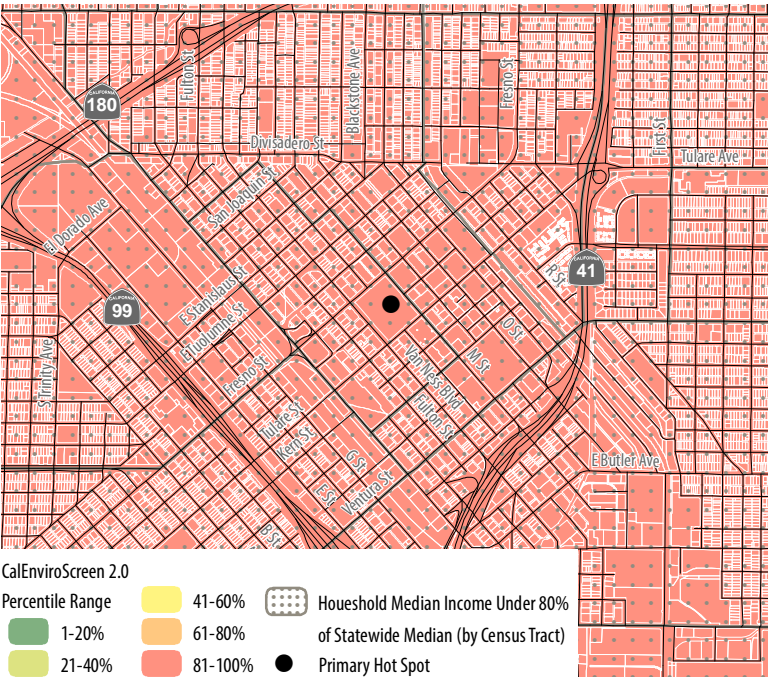 CALIFORNIA
180
Fulton St
Blackstone Ave
Fresno St
First St
Divisadero St
Tulare Ave
San Joaquin St
El Dorado Ave
R St
CALIFORNIA
41
E Stanislaus St
CALIFORNIA
99
E Tuolumne St
O St
S Trinity Ave
Fresno St
Van Ness Blvd
M St
Tulare St
Fulton St
Kern St
G St
E Butler Ave
E St
Ventura St
B St
CalEnviroScreen 2.0
Percentile Range
1-20%
21-40%
41-60%
61-80%
81-100%
Houeshold Median Income Under 80%
of Statewide Median (by Census Tract)
Primary Hot Spot